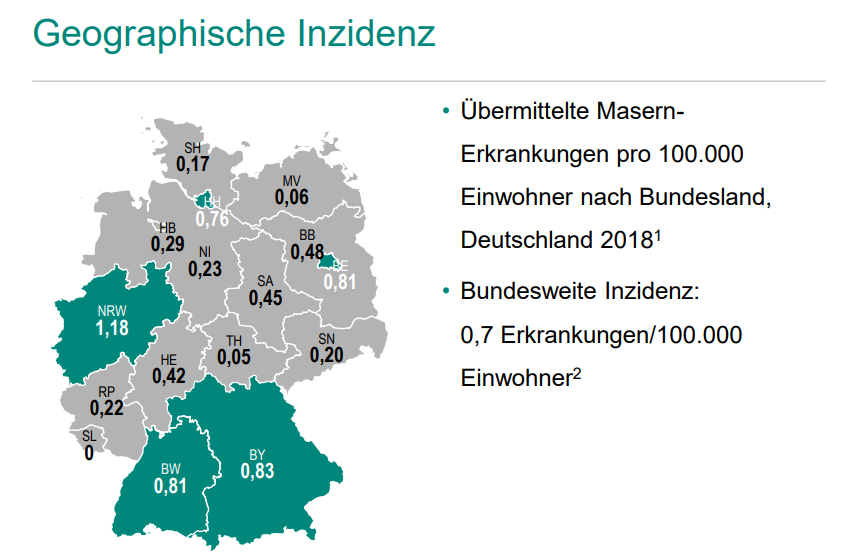 Geographische Inzidenz
SH
0,17
MV
0,06
HH
0,76
HB
0,29
NI
0,23
BB
0,48
BE
0,81
SA
0,45
NRW
1,18
TH
0,05
SN
0,20
HE
0,42
RP
0,22
SL
0
BW
0,81
BY
0,83
• Übermittelte Masern-
Erkrankungen pro 100.000
Einwohner nach Bundesland,
Deutschland 2018¹
• Bundesweite Inzidenz:
0,7 Erkrankungen/100.000
Einwohner²